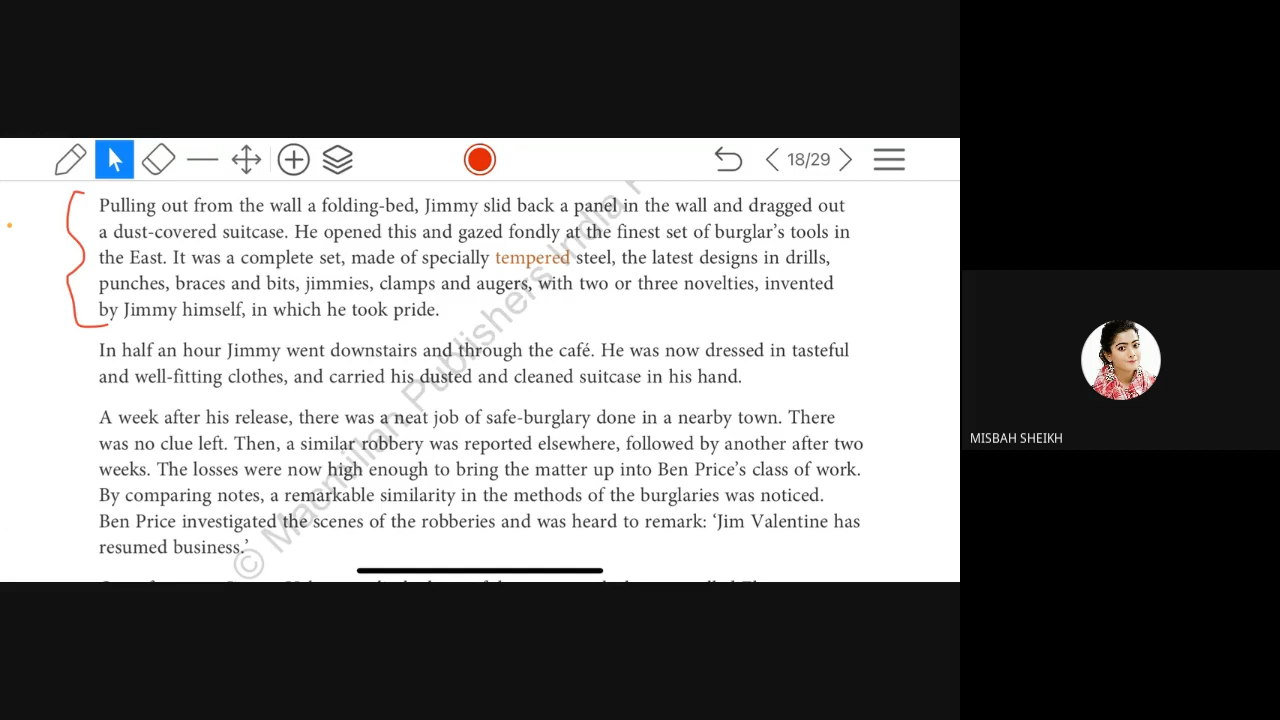 18/29
Pulling out from the wall a folding-bed, Jimmy slid back a panel in the wall and dragged out
a dust-covered suitcase. He opened this and gazed fondly at the finest set of burglar's tools in
the East. It was a complete set, made of specially tempered steel, the latest designs in drills,
punches, braces and bits, jimmies, clamps and augers, with two or three novelties, invented
by Jimmy himself, in which he took pride.
In half an hour Jimmy went downstairs and through the café. He was now dressed in tasteful
and well-fitting clothes, and carried his dusted and cleaned suitcase in his hand.
A week after his release, there was a neat job of safe-burglary done in a nearby town. There
was no clue left. Then, a similar robbery was reported elsewhere, followed by another after two
weeks. The losses were now high enough to bring the matter up into Ben Price's class of work.
By comparing notes, a remarkable similarity in the methods of the burglaries was noticed.
Ben Price investigated the scenes of the robberies and was heard to remark: 'Jim Valentine has
resumed business.'
© Macmillan Publishers India
MISBAH SHEIKH